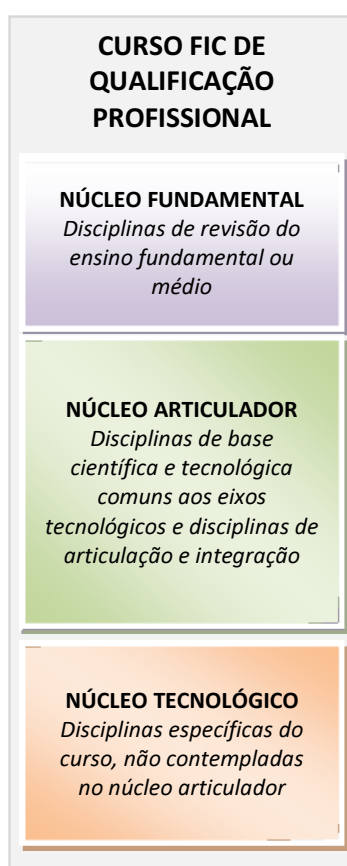 CURSO FIC DE
QUALIFICAÇÃO
PROFISSIONAL
NÚCLEO FUNDAMENTAL
Disciplinas de revisão do
ensino fundamental ou
médio
NÚCLEO ARTICULADOR
Disciplinas de base
científica e tecnológica
comuns aos eixos
tecnológicos e disciplinas de
articulação e integração
NÚCLEO TECNOLÓGICO
Disciplinas específicas do
curso, não contempladas
no núcleo articulador